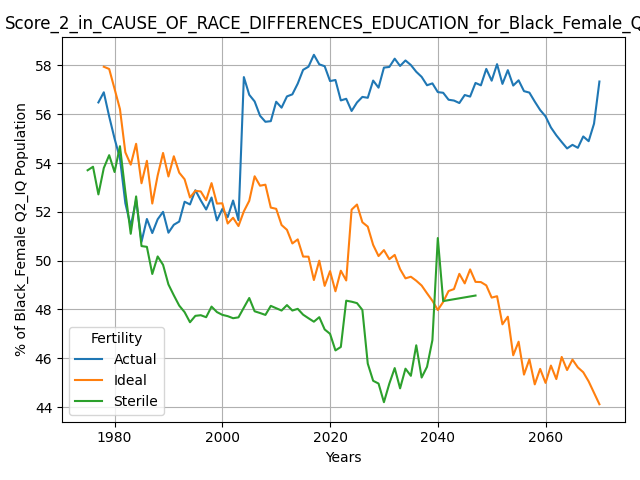 Score_2_in_CAUSE_OF_RACE_DIFFERENCES_EDUCATION_for_Black_Female_Q
% of Black_Female Q2_IQ Population
58
56
54
52
50
48
46
44
Fertility
Actual
Ideal
Sterile
1980
2000
2020
2040
2060
Years